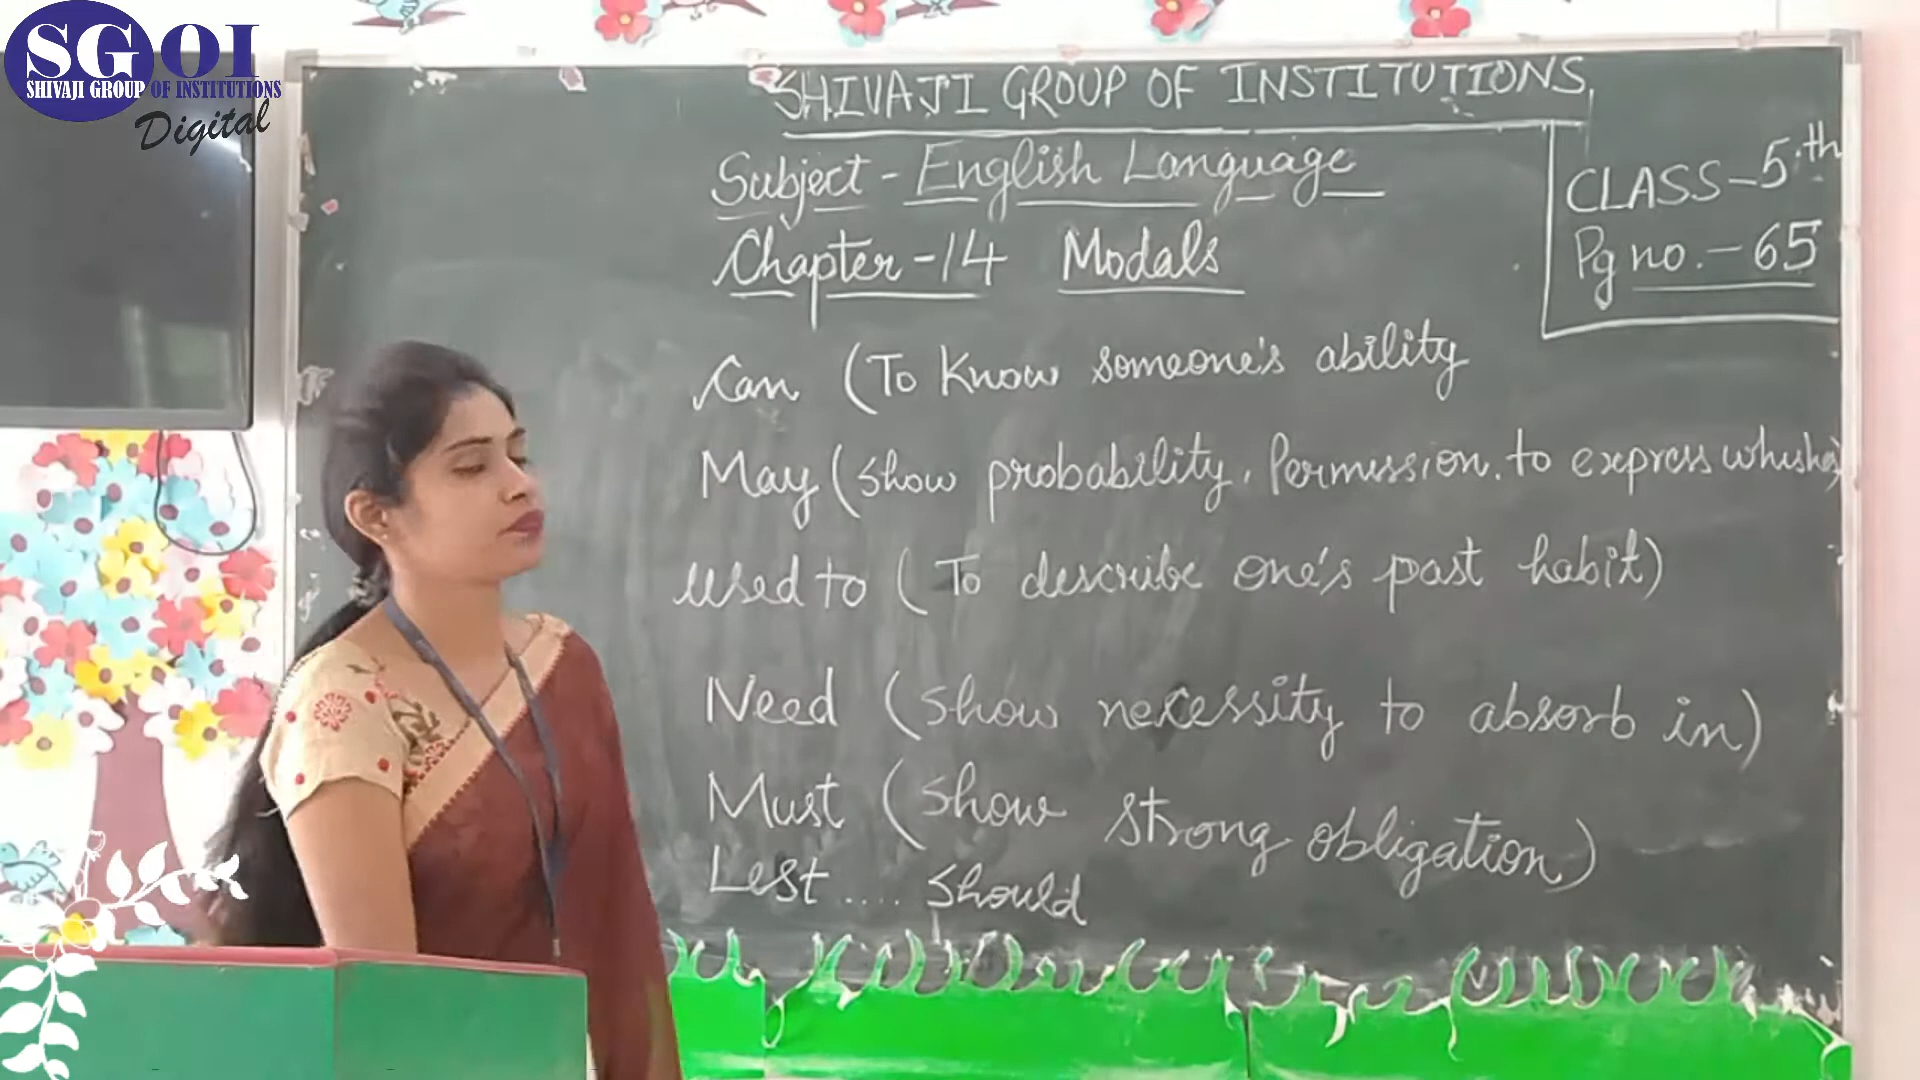 SGOI
SHIVAJI GROUP OF INSTITUTIONS
Digital
SHIVAJI GROUP OF INSTITUTIONS
Subject - English Language
CLASS - 5th
Pg no. - 65
Chapter - 14 Modals
Can (To Know someone's ability
May (show probability, Permission. to express whishes)
used to (To describe one's past habit)
Need (show necessity to absorb in)
Must (show strong obligation)
Lest .... should